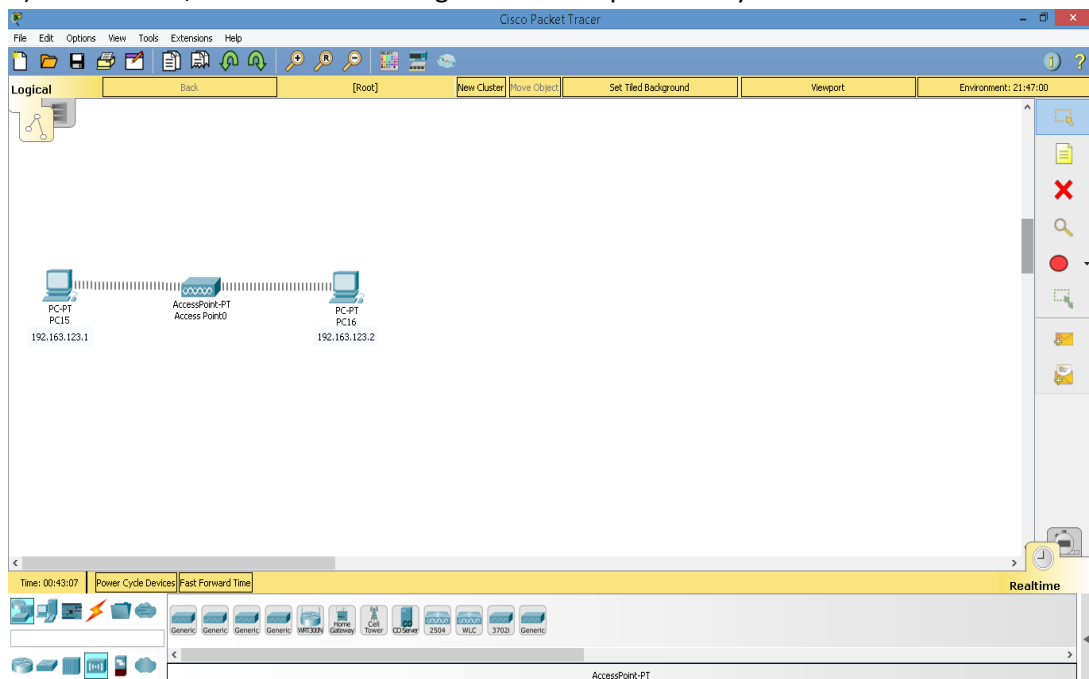 Cisco Packet Tracer
File Edit Options View Tools Extensions Help
Logical Back [Root] New Cluster Move Object Set Tiled Background Viewport Environment: 21:47:00
AccessPoint-PT
Access Point0
PC-PT
PC15
192.163.123.1
PC-PT
PC16
192.163.123.2
Time: 00:43:07 Power Cycle Devices Fast Forward Time Realtime
Generic Generic Generic Generic WRT300N Home Gateway Cell Tower CO Server 2504 WLC 3702i Generic
AccessPoint-PT